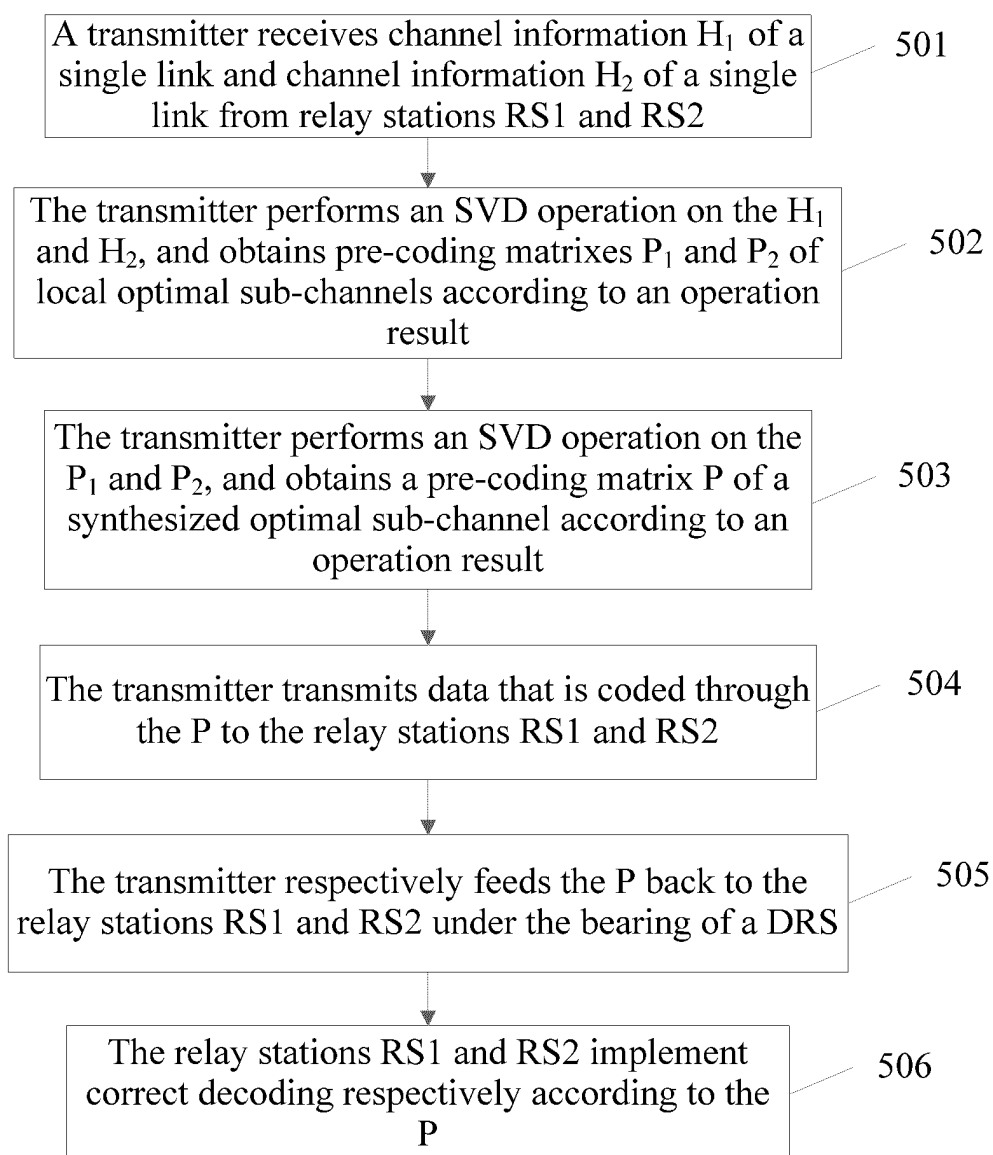 A transmitter receives channel information H₁ of a
single link and channel information H₂ of a single
link from relay stations RS1 and RS2
501
The transmitter performs an SVD operation on the H₁
and H₂, and obtains pre-coding matrixes P₁ and P₂ of
local optimal sub-channels according to an operation
result
502
The transmitter performs an SVD operation on the
P₁ and P₂, and obtains a pre-coding matrix P of a
synthesized optimal sub-channel according to an
operation result
503
The transmitter transmits data that is coded through
the P to the relay stations RS1 and RS2
504
The transmitter respectively feeds the P back to the
relay stations RS1 and RS2 under the bearing of a DRS
505
The relay stations RS1 and RS2 implement
correct decoding respectively according to the
P
506